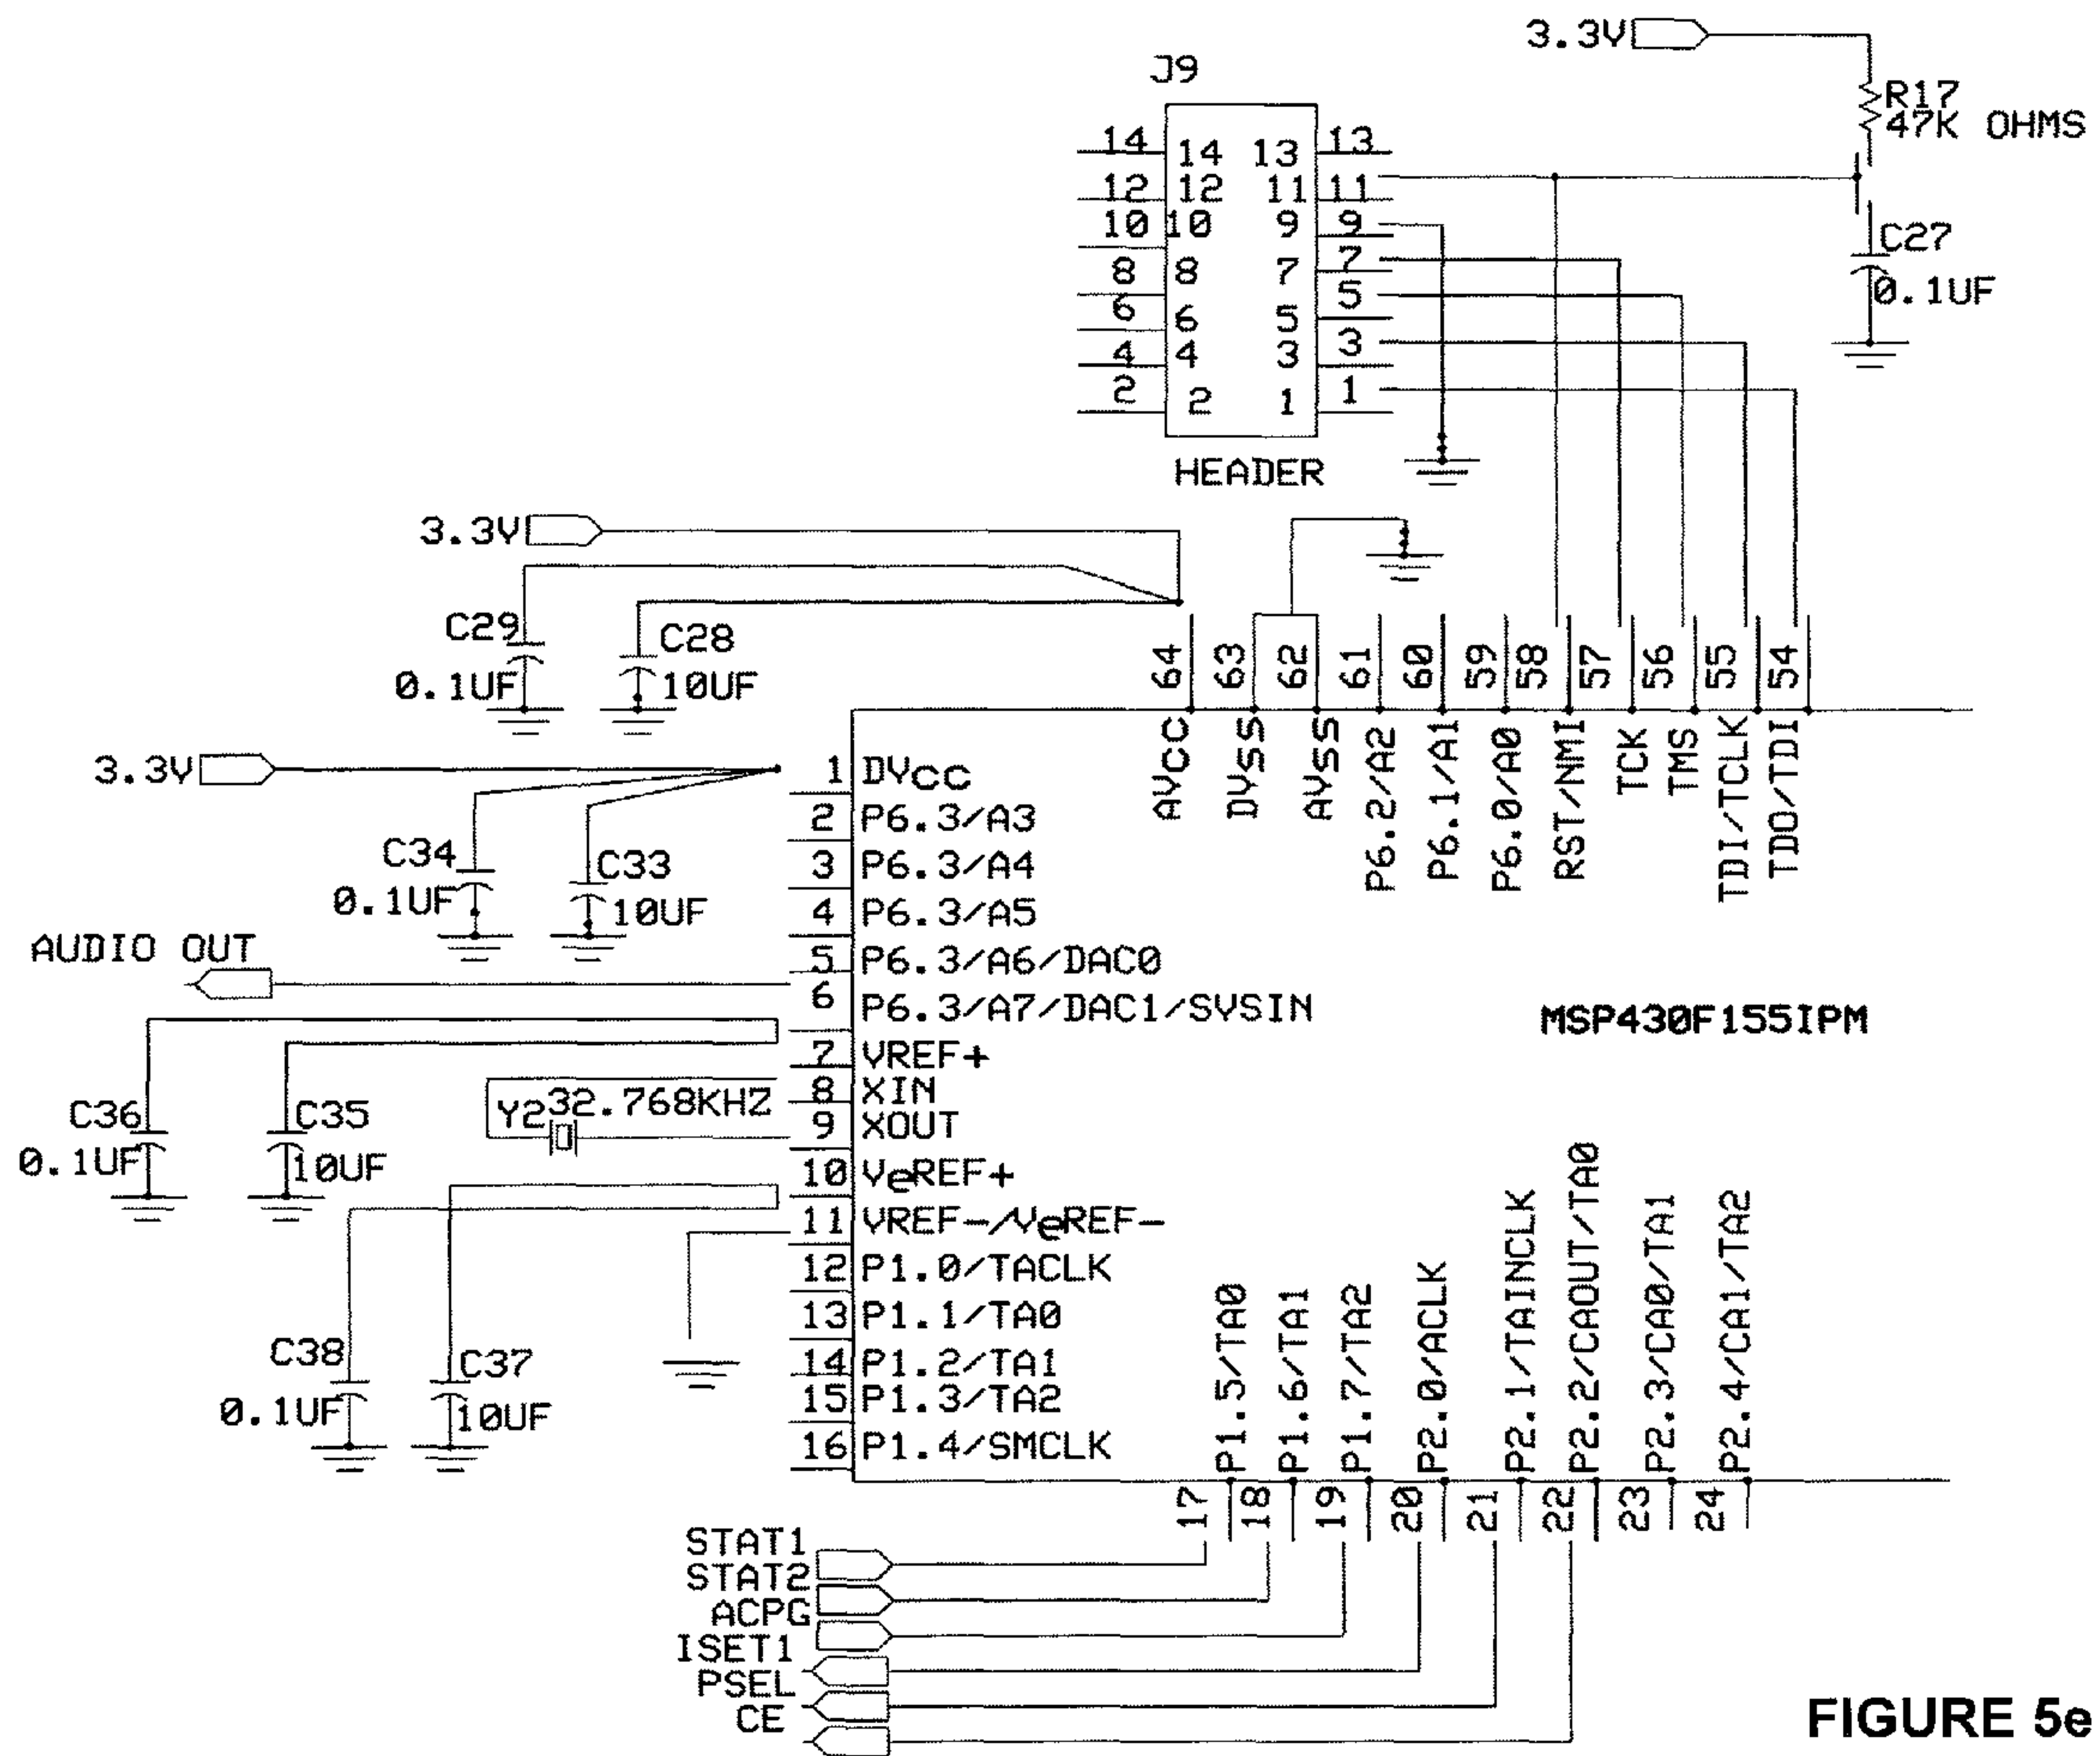 3.3V
J9
R17
47K OHMS
14 14 13 13
12 12 11 11
10 10 9 9
8 8 7 7
6 6 5 5
4 4 3 3
2 2 1 1
C27
0.1UF
HEADER
3.3V
C29
0.1UF
C28
10UF
64 63 62 61 60 59 58 57 56 55 54
AVCC
DVSS
AVSS
P6.2/A2
P6.1/A1
P6.0/A0
RST/NMI
TCK
TMS
TDI/TCLK
TDO/TDI
3.3V
C34
0.1UF
C33
10UF
AUDIO OUT
1 DVCC
2 P6.3/A3
3 P6.3/A4
4 P6.3/A5
5 P6.3/A6/DAC0
6 P6.3/A7/DAC1/SVSIN
7 VREF+
8 XIN
9 XOUT
10 VeREF+
11 VREF-/VeREF-
12 P1.0/TACLK
13 P1.1/TA0
14 P1.2/TA1
15 P1.3/TA2
16 P1.4/SMCLK
MSP430F155IPM
C36
0.1UF
C35
10UF
Y2 32.768KHZ
C38
0.1UF
C37
10UF
P1.5/TA0
P1.6/TA1
P1.7/TA2
P2.0/ACLK
P2.1/TAINCLK
P2.2/CAOUT/TA0
P2.3/CA0/TA1
P2.4/CA1/TA2
17 18 19 20 21 22 23 24
STAT1
STAT2
ACPG
ISET1
PSEL
CE
FIGURE 5e